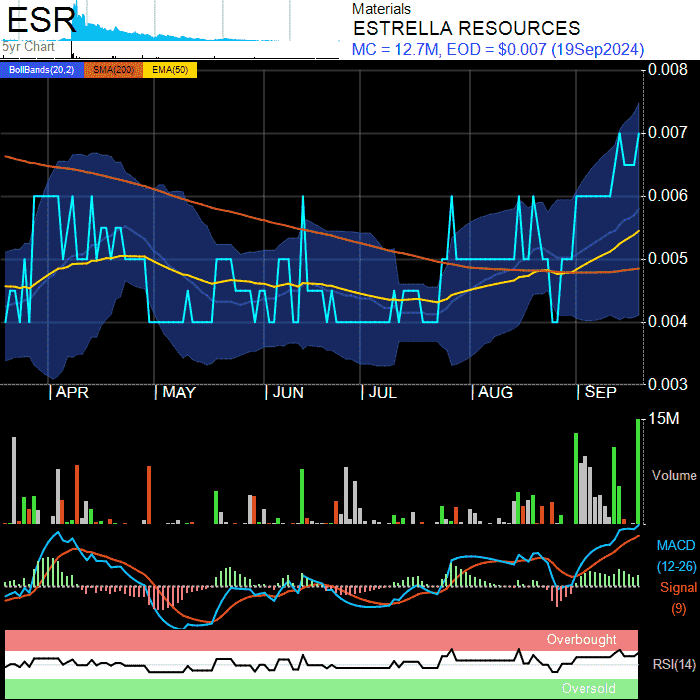 ESR
5yr Chart
Materials
ESTRELLA RESOURCES
MC = 12.7M, EOD = $0.007 (19Sep2024)
BollBands(20,2) SMA(200) EMA(50)
0.008
0.007
0.006
0.005
0.004
0.003
APR MAY JUN JUL AUG SEP
15M
Volume
MACD
(12-26)
Signal
(9)
Overbought
RSI(14)
Oversold